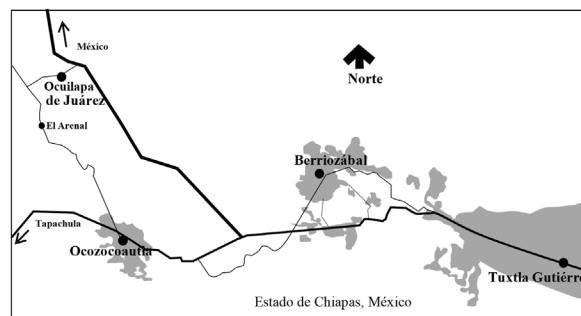 México
Ocuilapa
de Juárez
El Arenal
Norte
Berriozábal
Tapachula
Ocozocoautla
Tuxtla Gutiérre
Estado de Chiapas, México